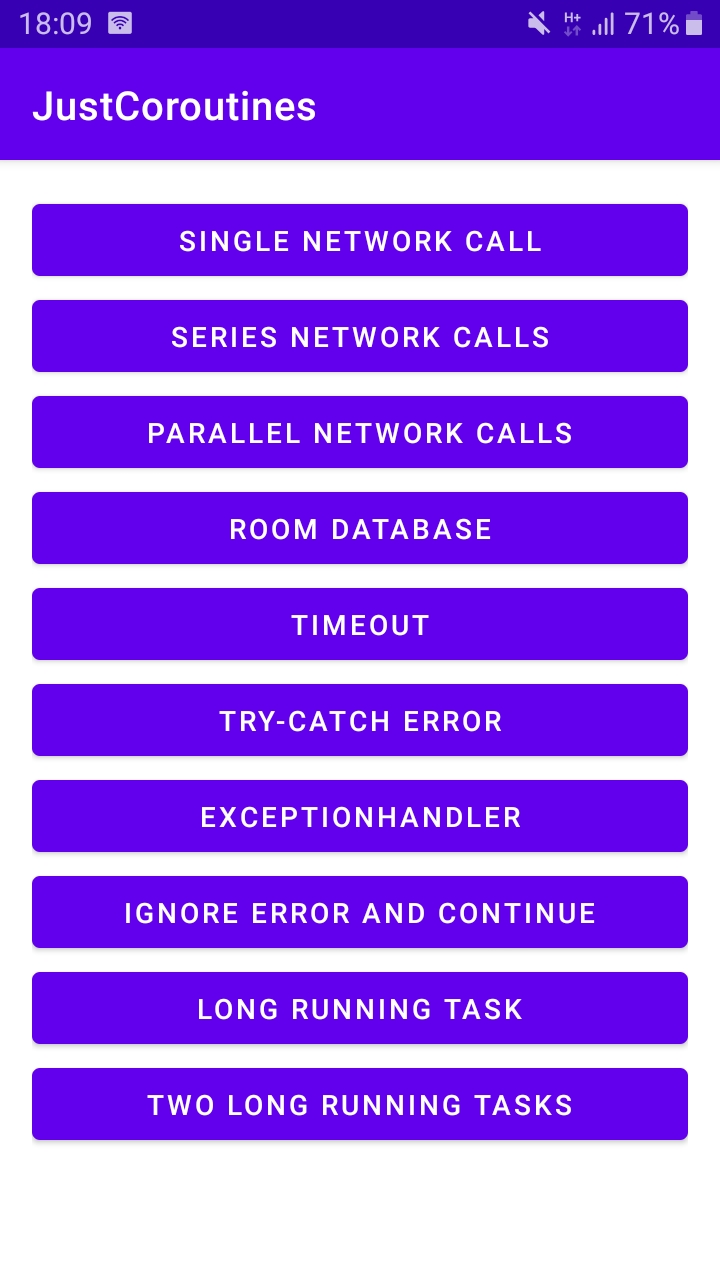 18:09 H+ 71%
JustCoroutines
SINGLE NETWORK CALL
SERIES NETWORK CALLS
PARALLEL NETWORK CALLS
ROOM DATABASE
TIMEOUT
TRY-CATCH ERROR
EXCEPTIONHANDLER
IGNORE ERROR AND CONTINUE
LONG RUNNING TASK
TWO LONG RUNNING TASKS